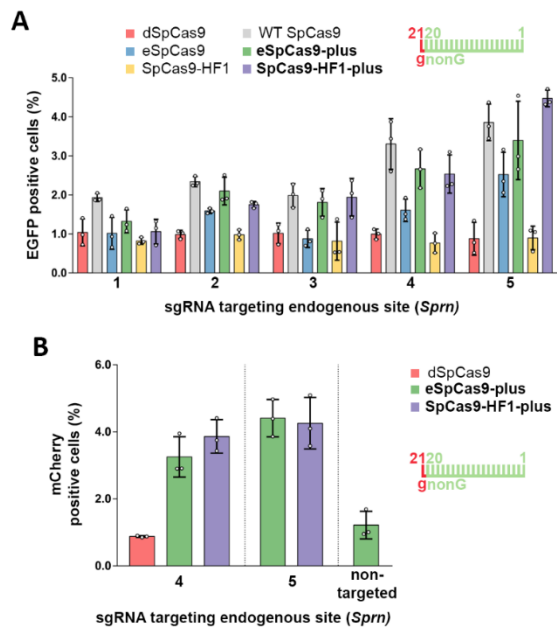 A
dSpCas9
WT SpCas9
eSpCas9
eSpCas9-plus
SpCas9-HF1
SpCas9-HF1-plus
21 20 1
g nonG
EGFP positive cells (%)
5.0
4.0
3.0
2.0
1.0
0.0
1 2 3 4 5
sgRNA targeting endogenous site (Sprn)
B
dSpCas9
eSpCas9-plus
SpCas9-HF1-plus
21 20 1
g nonG
mCherry
positive cells (%)
6.0
4.0
2.0
0.0
4 5 non-
targeted
sgRNA targeting endogenous site (Sprn)